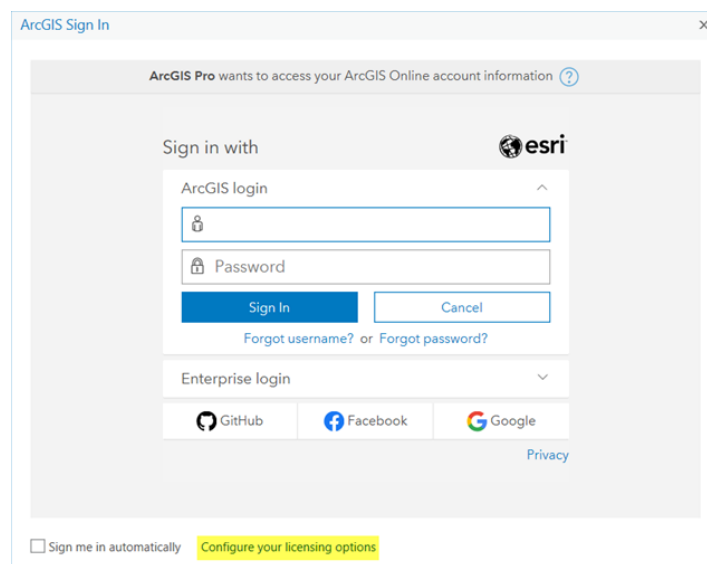 ArcGIS Sign In
ArcGIS Pro wants to access your ArcGIS Online account information ?
Sign in with esri
ArcGIS login
Password
Sign In Cancel
Forgot username? or Forgot password?
Enterprise login
GitHub Facebook Google
Privacy
Sign me in automatically Configure your licensing options